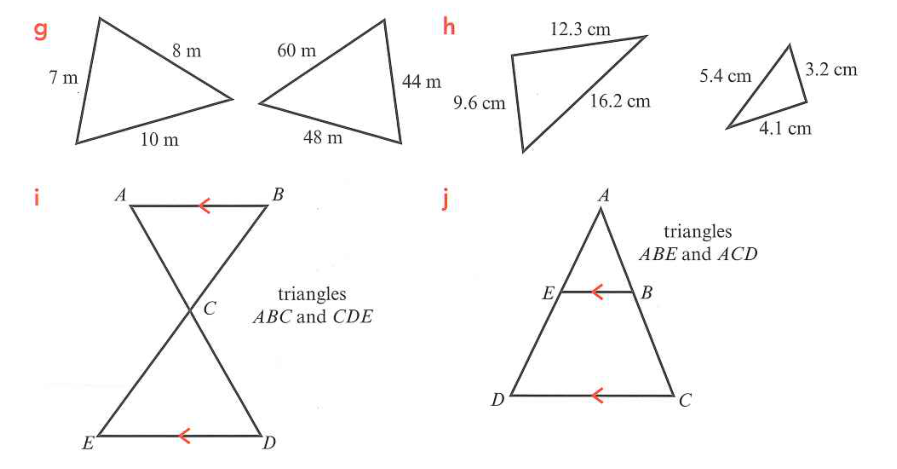 g
7 m
8 m
10 m
60 m
44 m
48 m
h
12.3 cm
9.6 cm
16.2 cm
5.4 cm
3.2 cm
4.1 cm
i
A
B
C
triangles
ABC and CDE
E
D
j
A
triangles
ABE and ACD
E
B
D
C